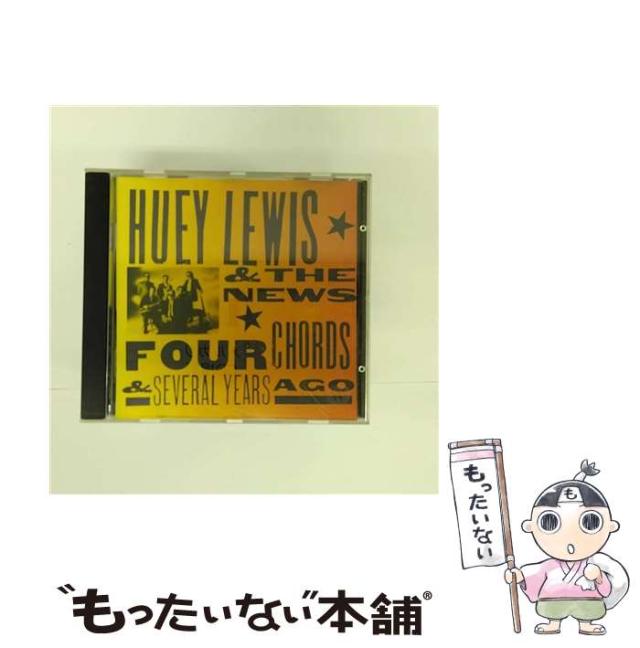 HUEY LEWIS
& THE
NEWS
FOUR CHORDS
& SEVERAL YEARS AGO
もったいない
も
"もったいない"本舗®